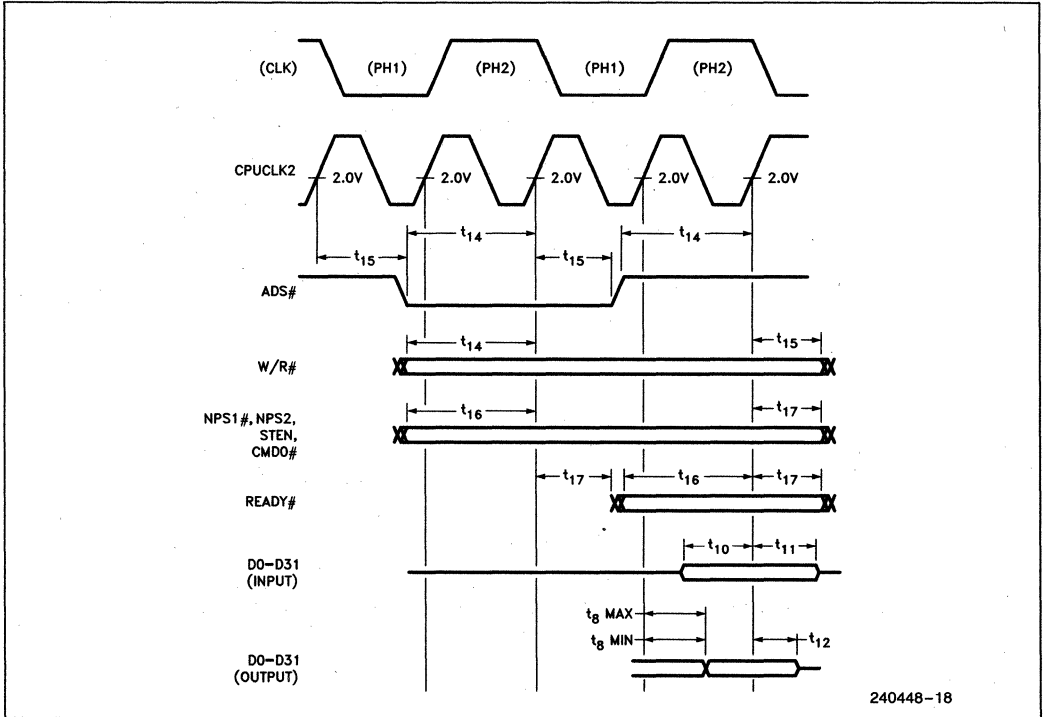 (CLK) (PH1) (PH2) (PH1) (PH2)
CPUCLK2 2.0V 2.0V 2.0V 2.0V 2.0V
t14 t14
t15 t15
ADS#
t14 t15
W/R#
t16 t17
NPS1#, NPS2,
STEN,
CMD0#
t17 t16 t17
READY#
t10 t11
D0-D31
(INPUT)
t8 MAX
t8 MIN t12
D0-D31
(OUTPUT)
240448-18